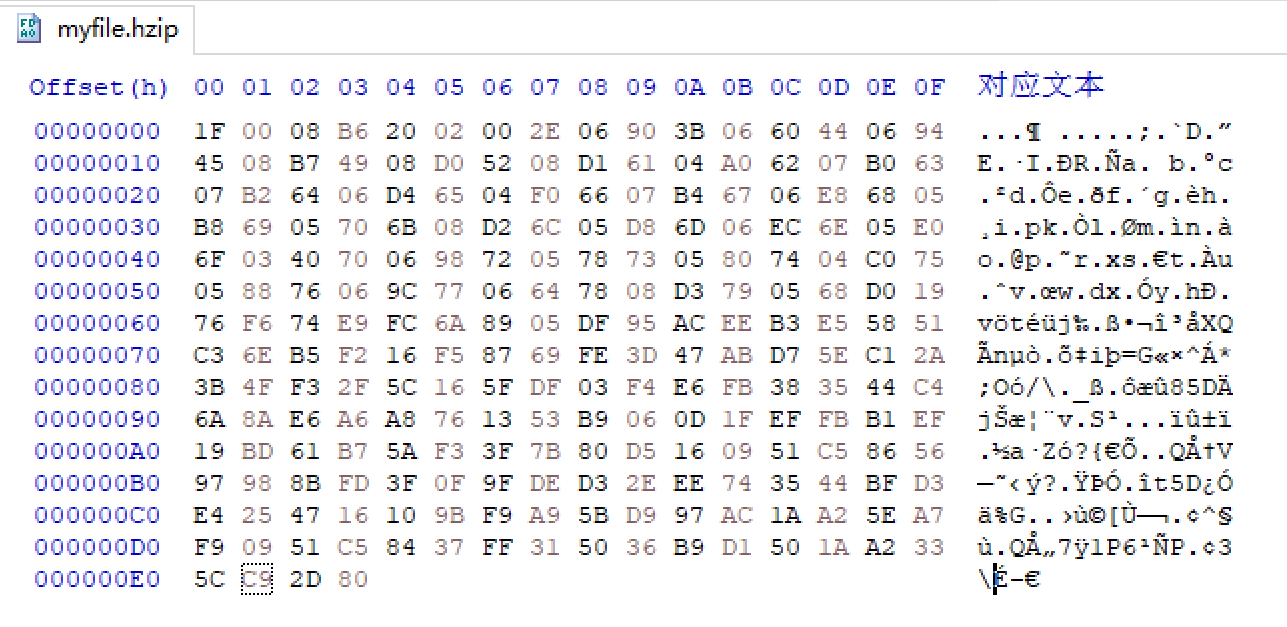 myfile.hzip
Offset(h) 00 01 02 03 04 05 06 07 08 09 0A 0B 0C 0D 0E 0F 对应文本
00000000 1F 00 08 B6 20 02 00 2E 06 90 3B 06 60 44 06 94 ...¶ .....;.`D.”
00000010 45 08 B7 49 08 D0 52 08 D1 61 04 A0 62 07 B0 63 E.·I.ÐR.Ña. b.°c
00000020 07 B2 64 06 D4 65 04 F0 66 07 B4 67 06 E8 68 05 .²d.Ôe.ðf.´g.èh.
00000030 B8 69 05 70 6B 08 D2 6C 05 D8 6D 06 EC 6E 05 E0 ¸i.pk.Òl.Øm.ìn.à
00000040 6F 03 40 70 06 98 72 05 78 73 05 80 74 04 C0 75 o.@p.˜r.xs.€t.Àu
00000050 05 88 76 06 9C 77 06 64 78 08 D3 79 05 68 D0 19 .ˆv.œw.dx.Óy.hÐ.
00000060 76 F6 74 E9 FC 6A 89 05 DF 95 AC EE B3 E5 58 51 vötéüj‰.ß•¬î³åXQ
00000070 C3 6E B5 F2 16 F5 87 69 FE 3D 47 AB D7 5E C1 2A Ãnµò.õ‡iþ=G«×^Á*
00000080 3B 4F F3 2F 5C 16 5F DF 03 F4 E6 FB 38 35 44 C4 ;Oó/\._ß.ôæû85DÄ
00000090 6A 8A E6 A6 A8 76 13 53 B9 06 0D 1F EF FB B1 EF jŠæ¦¨v.S¹...ïû±ï
000000A0 19 BD 61 B7 5A F3 3F 7B 80 D5 16 09 51 C5 86 56 .½a·Zó?{€Õ..QÅ†V
000000B0 97 98 8B FD 3F 0F 9F DE D3 2E EE 74 35 44 BF D3 —˜‹ý?.ŸÞÓ.ît5D¿Ó
000000C0 E4 25 47 16 10 9B F9 A9 5B D9 97 AC 1A A2 5E A7 ä%G..›ù©[Ù—¬.¢^§
000000D0 F9 09 51 C5 84 37 FF 31 50 36 B9 D1 50 1A A2 33 ù.QÅ„7ÿ1P6¹ÑP.¢3
000000E0 5C C9 2D 80 \É-€